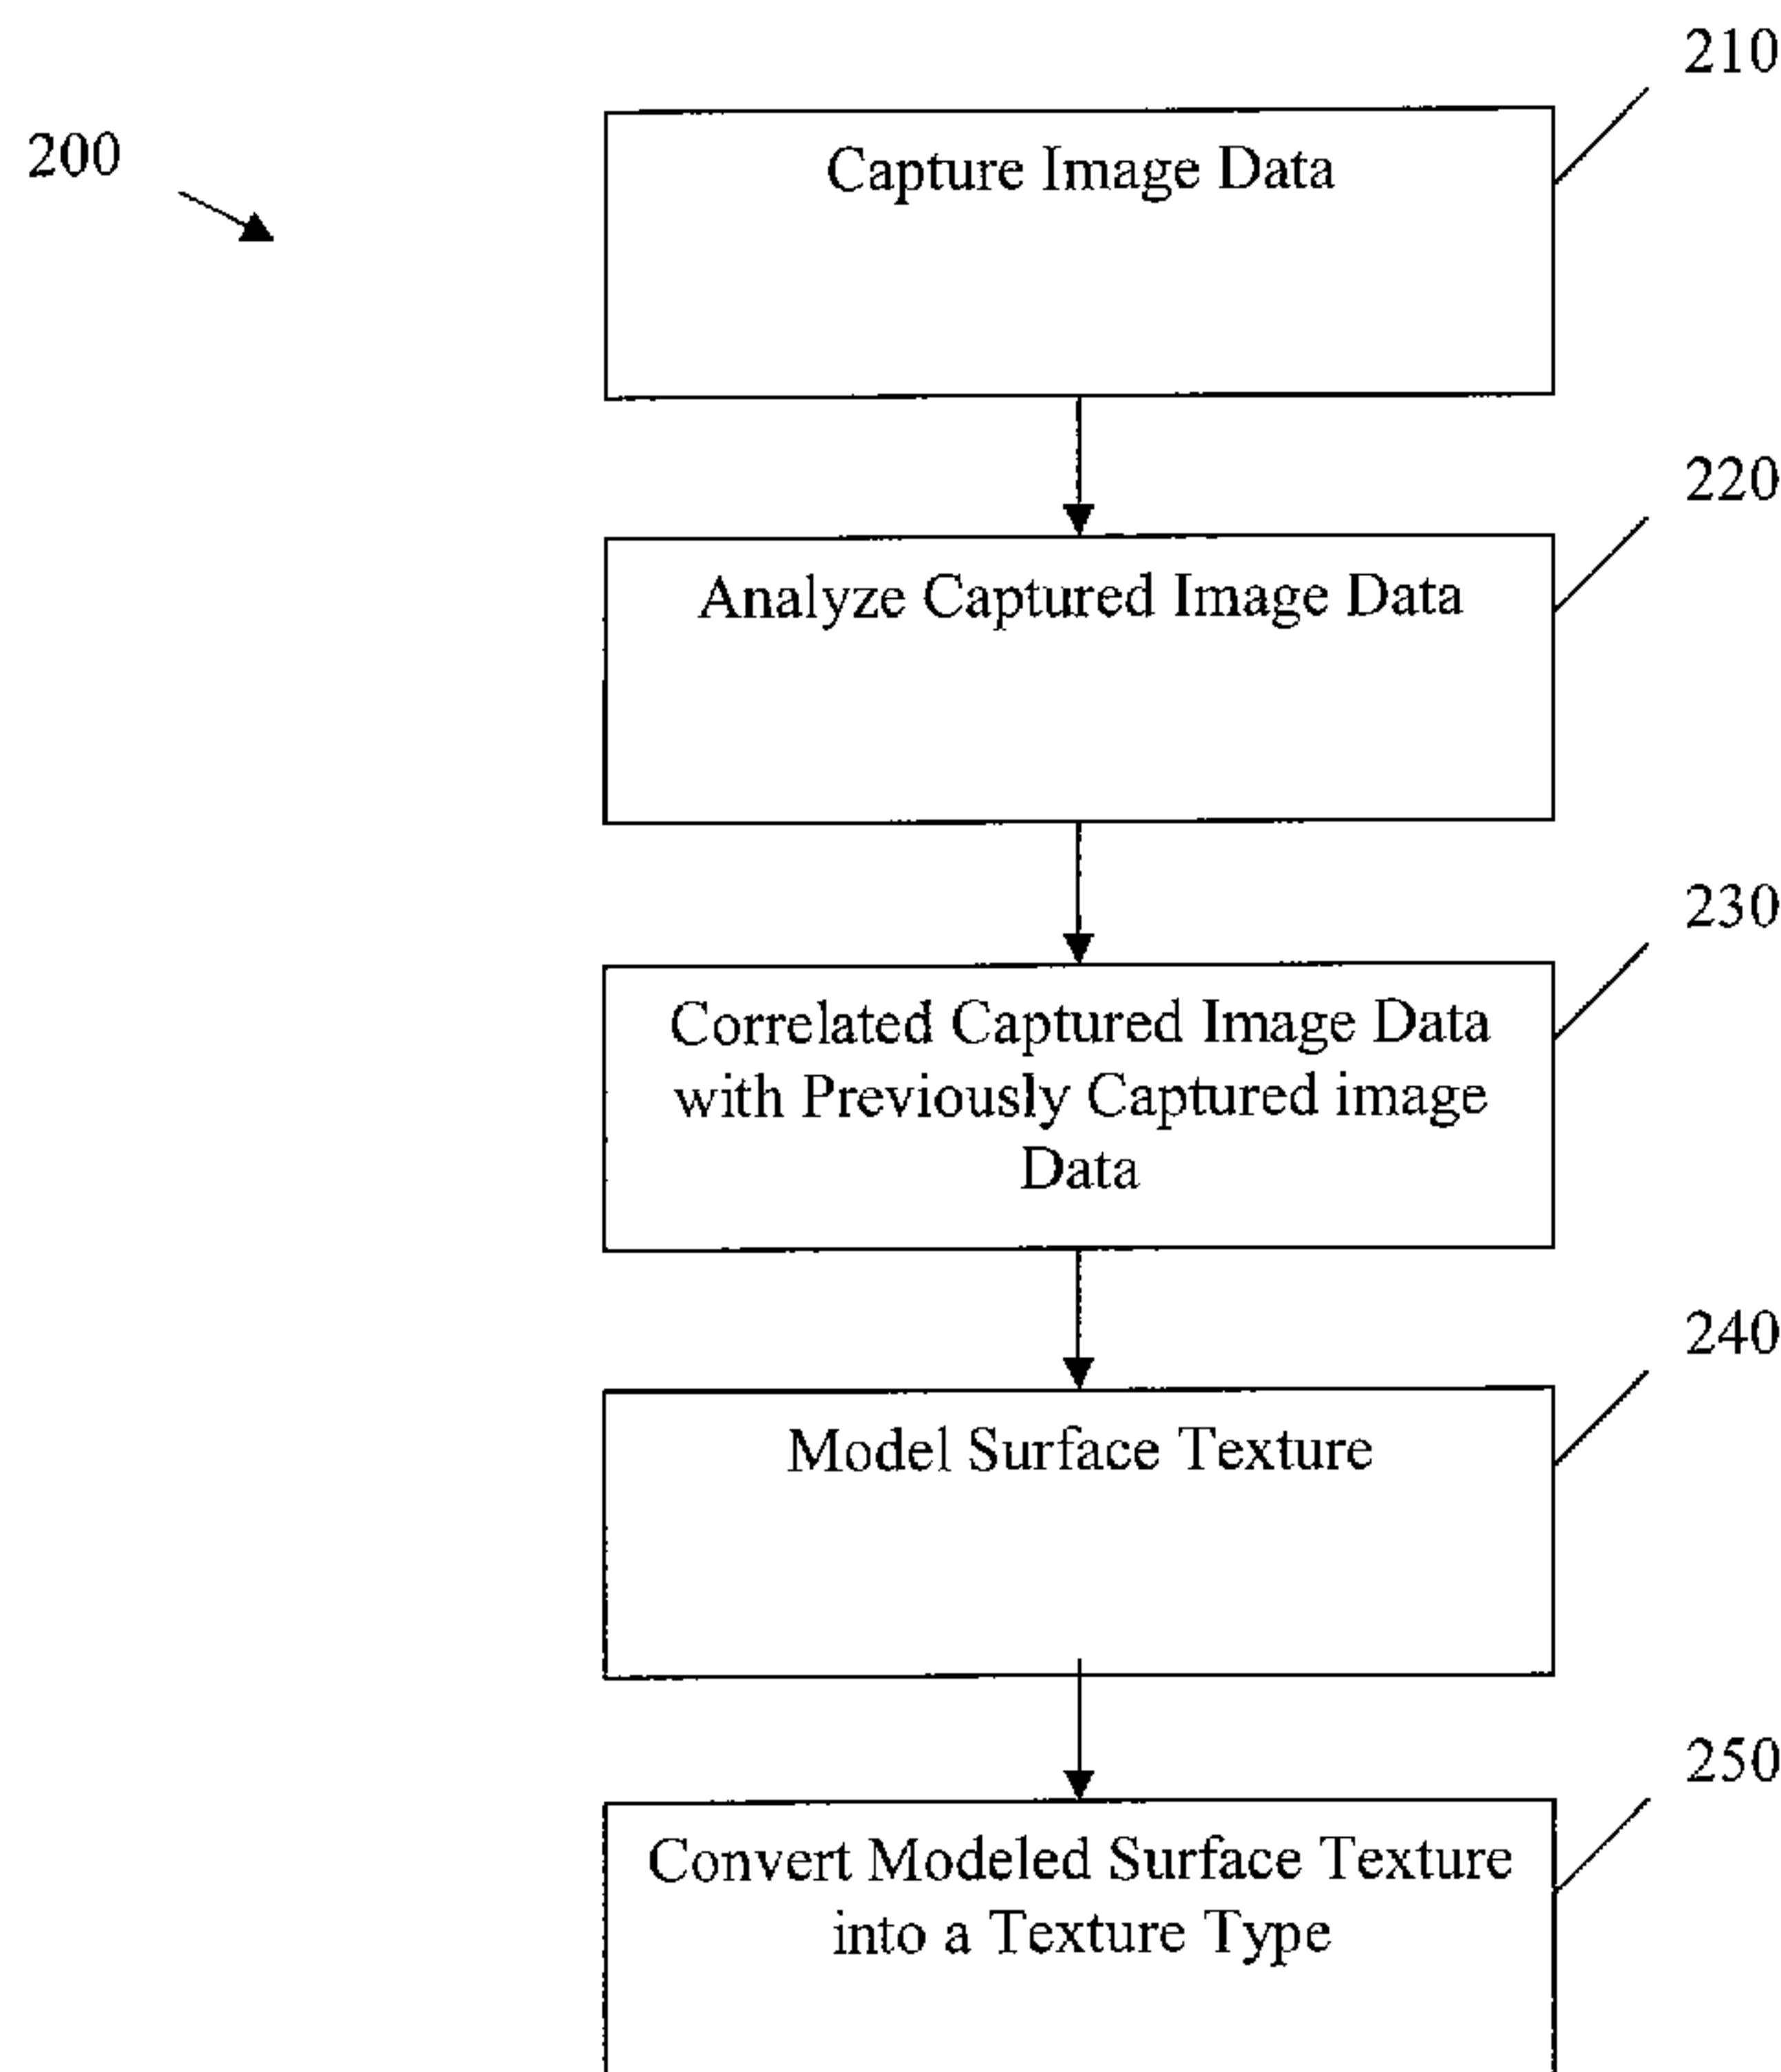 210
200
Capture Image Data
220
Analyze Captured Image Data
230
Correlated Captured Image Data
with Previously Captured image
Data
240
Model Surface Texture
250
Convert Modeled Surface Texture
into a Texture Type